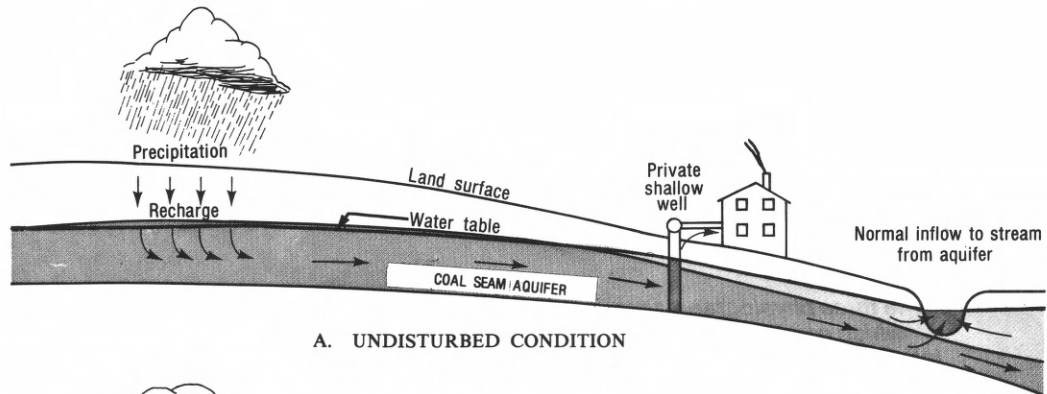 Precipitation
Recharge
Land surface
Water table
Private
shallow
well
Normal inflow to stream
from aquifer
COAL SEAM AQUIFER
A. UNDISTURBED CONDITION